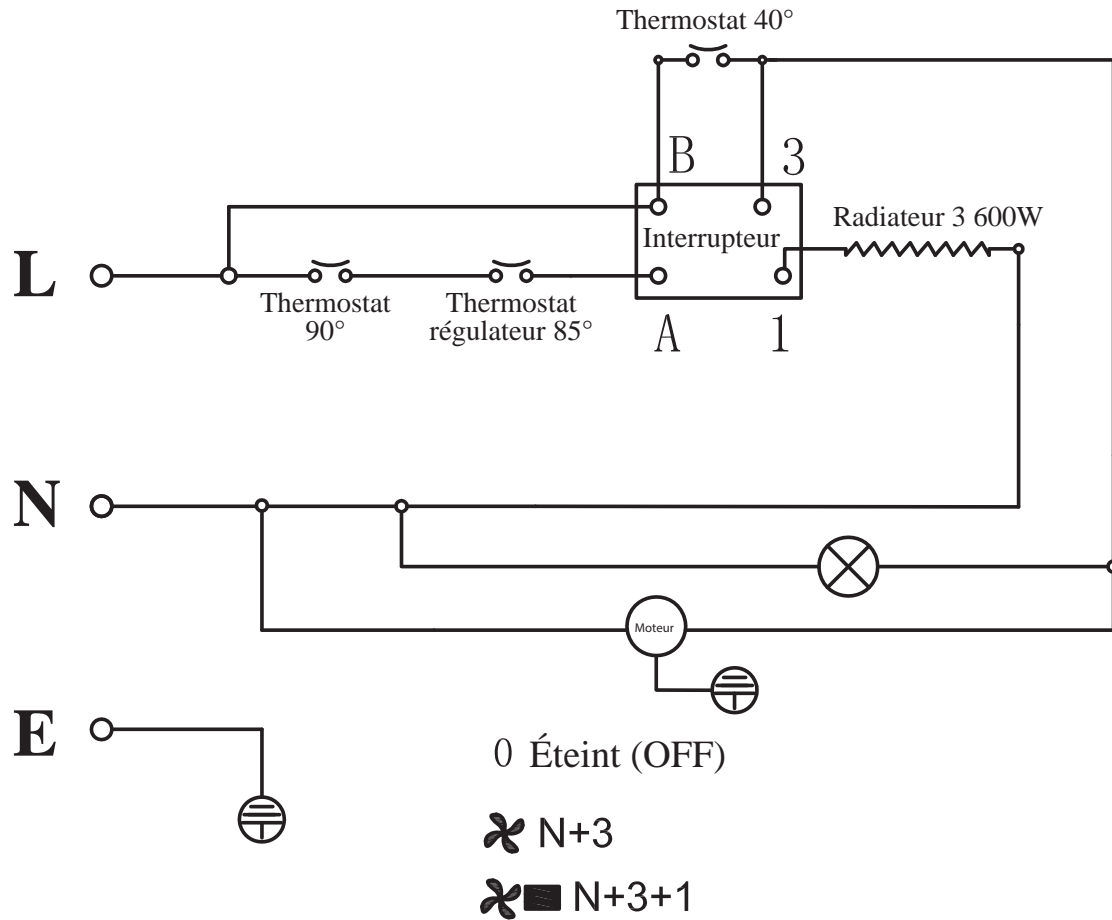 Thermostat 40°
B
3
Interrupteur
Radiateur 3 600W
L
Thermostat
90°
Thermostat
régulateur 85°
A
1
N
Moteur
E
0 Éteint (OFF)
N+3
N+3+1